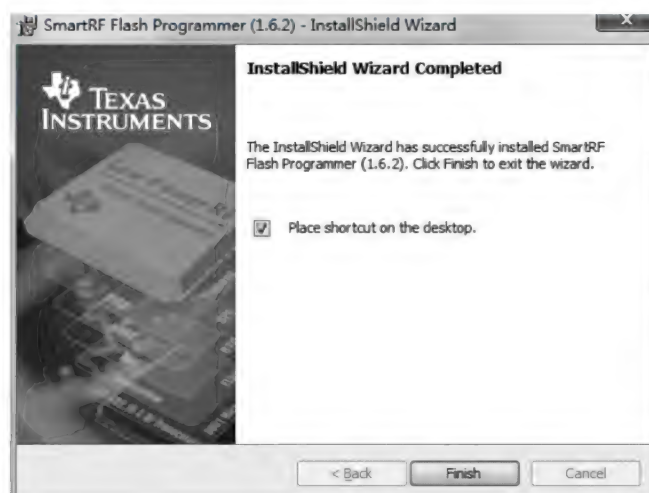 SmartRF Flash Programmer (1.6.2) - InstallShield Wizard
X
TEXAS
INSTRUMENTS
InstallShield Wizard Completed
The InstallShield Wizard has successfully installed SmartRF
Flash Programmer (1.6.2). Click Finish to exit the wizard.
Place shortcut on the desktop.
< Back
Finish
Cancel